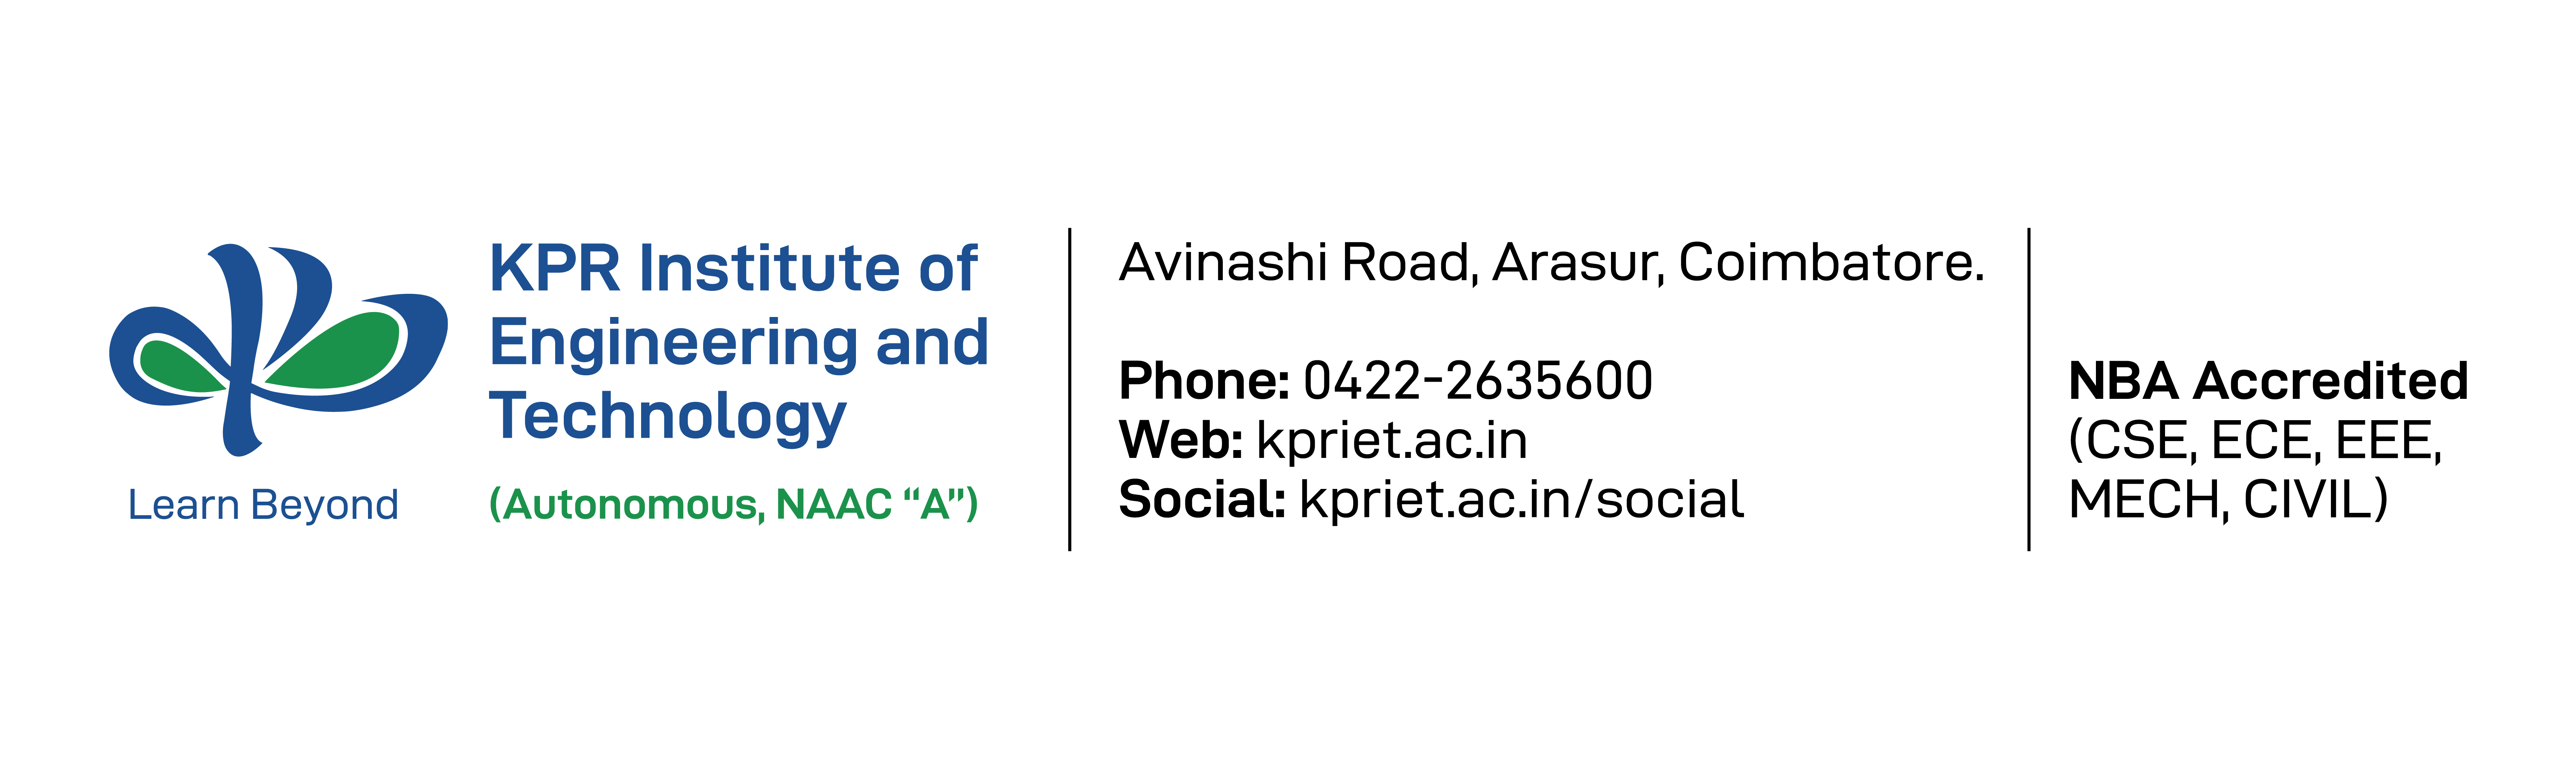 KPR Institute of
Engineering and
Technology
(Autonomous, NAAC “A”)
Learn Beyond
Avinashi Road, Arasur, Coimbatore.
Phone: 0422-2635600
Web: kpriet.ac.in
Social: kpriet.ac.in/social
NBA Accredited
(CSE, ECE, EEE,
MECH, CIVIL)